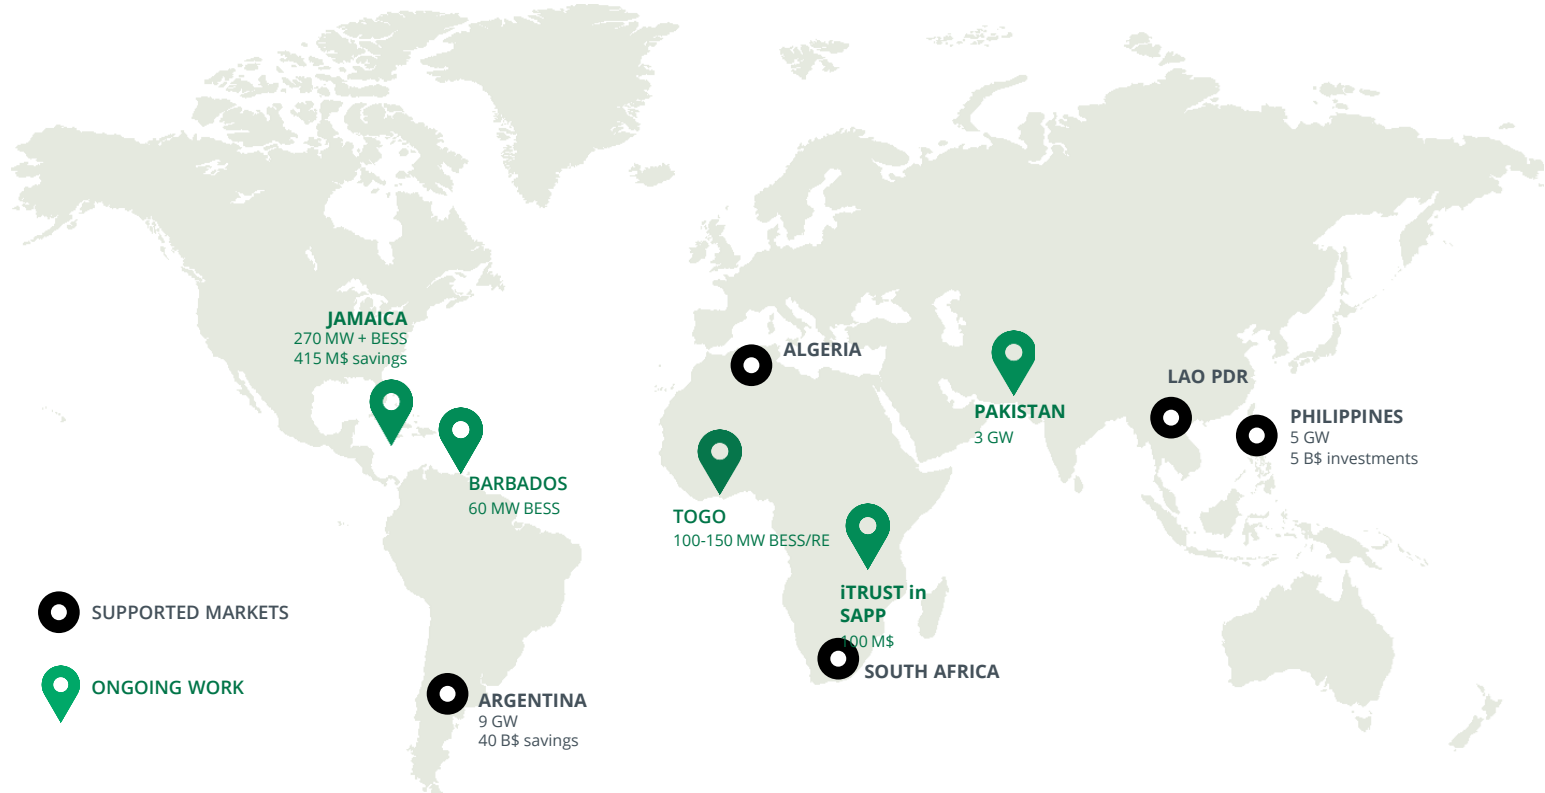 JAMAICA
270 MW + BESS
415 M$ savings
BARBADOS
60 MW BESS
ALGERIA
TOGO
100-150 MW BESS/RE
PAKISTAN
3 GW
LAO PDR
PHILIPPINES
5 GW
5 B$ investments
iTRUST in
SAPP
100 M$
SOUTH AFRICA
ARGENTINA
9 GW
40 B$ savings
SUPPORTED MARKETS
ONGOING WORK